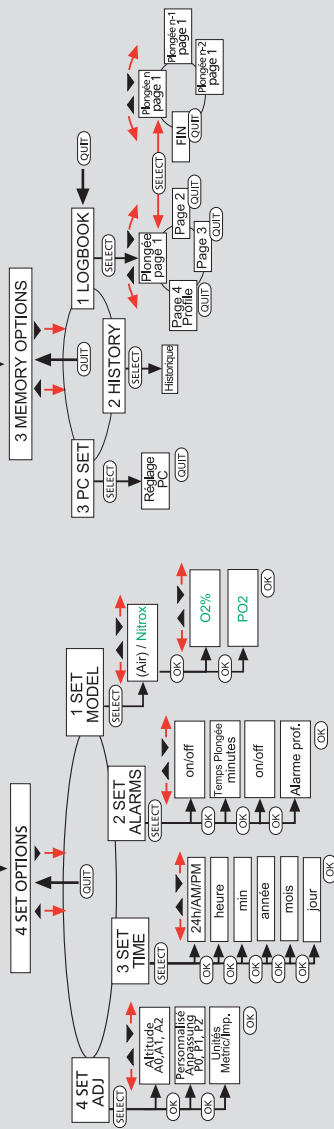 4 SET OPTIONS
QUIT
4 SET
ADJ
SELECT
Altitude
A0,A1, A2
OK
Personnalisé
Anpassung
P0, P1, P2
OK
Unités
Metric/Imp.
OK
3 SET
TIME
SELECT
24h/AM/PM
OK
heure
OK
min
OK
année
OK
mois
OK
jour
OK
2 SET
ALARMS
SELECT
on/off
OK
Temps Plongée
minutes
OK
on/off
OK
Alarme prof.
OK
1 SET
MODEL
SELECT
(Air) / Nitrox
OK
O2%
OK
PO2
OK
3 MEMORY OPTIONS
QUIT
3 PC SET
SELECT
Réglage
PC
QUIT
2 HISTORY
SELECT
Historique
1 LOGBOOK
QUIT
SELECT
Plongée
page 1
Page 2
QUIT
Page 3
QUIT
Page 4
Profile
QUIT
SELECT
Plongée n
page 1
Plongée n-1
page 1
Plongée n-2
page 1
FIN
QUIT